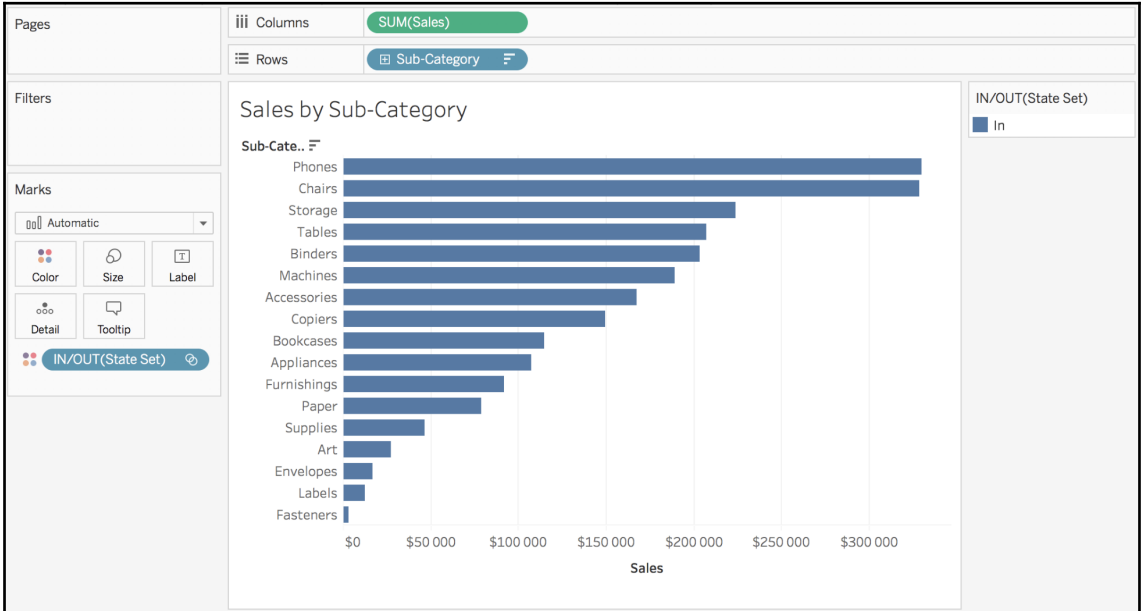 Pages
Columns
SUM(Sales)
Rows
Sub-Category
Filters
Marks
Automatic
Color
Size
T
Label
Detail
Tooltip
IN/OUT(State Set)
Sales by Sub-Category
Sub-Cate..
Phones
Chairs
Storage
Tables
Binders
Machines
Accessories
Copiers
Bookcases
Appliances
Furnishings
Paper
Supplies
Art
Envelopes
Labels
Fasteners
$0 $50 000 $100 000 $150 000 $200 000 $250 000 $300 000
Sales
IN/OUT(State Set)
In